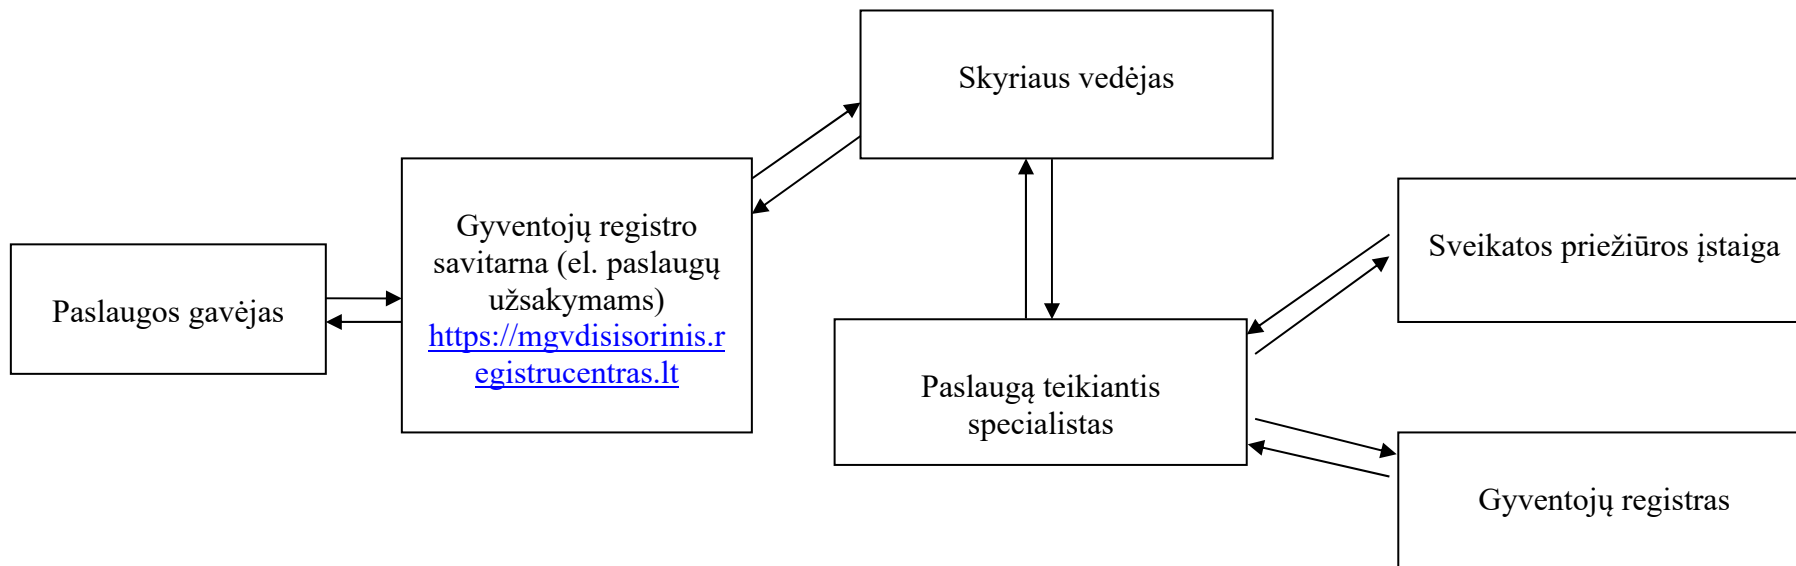 Skyriaus vedėjas
Gyventojų registro
savitarna (el. paslaugų
užsakymams)
https://mgvdisisorinis.r
egistrucentras.lt
Paslaugos gavėjas
Sveikatos priežiūros įstaiga
Paslaugą teikiantis
specialistas
Gyventojų registras